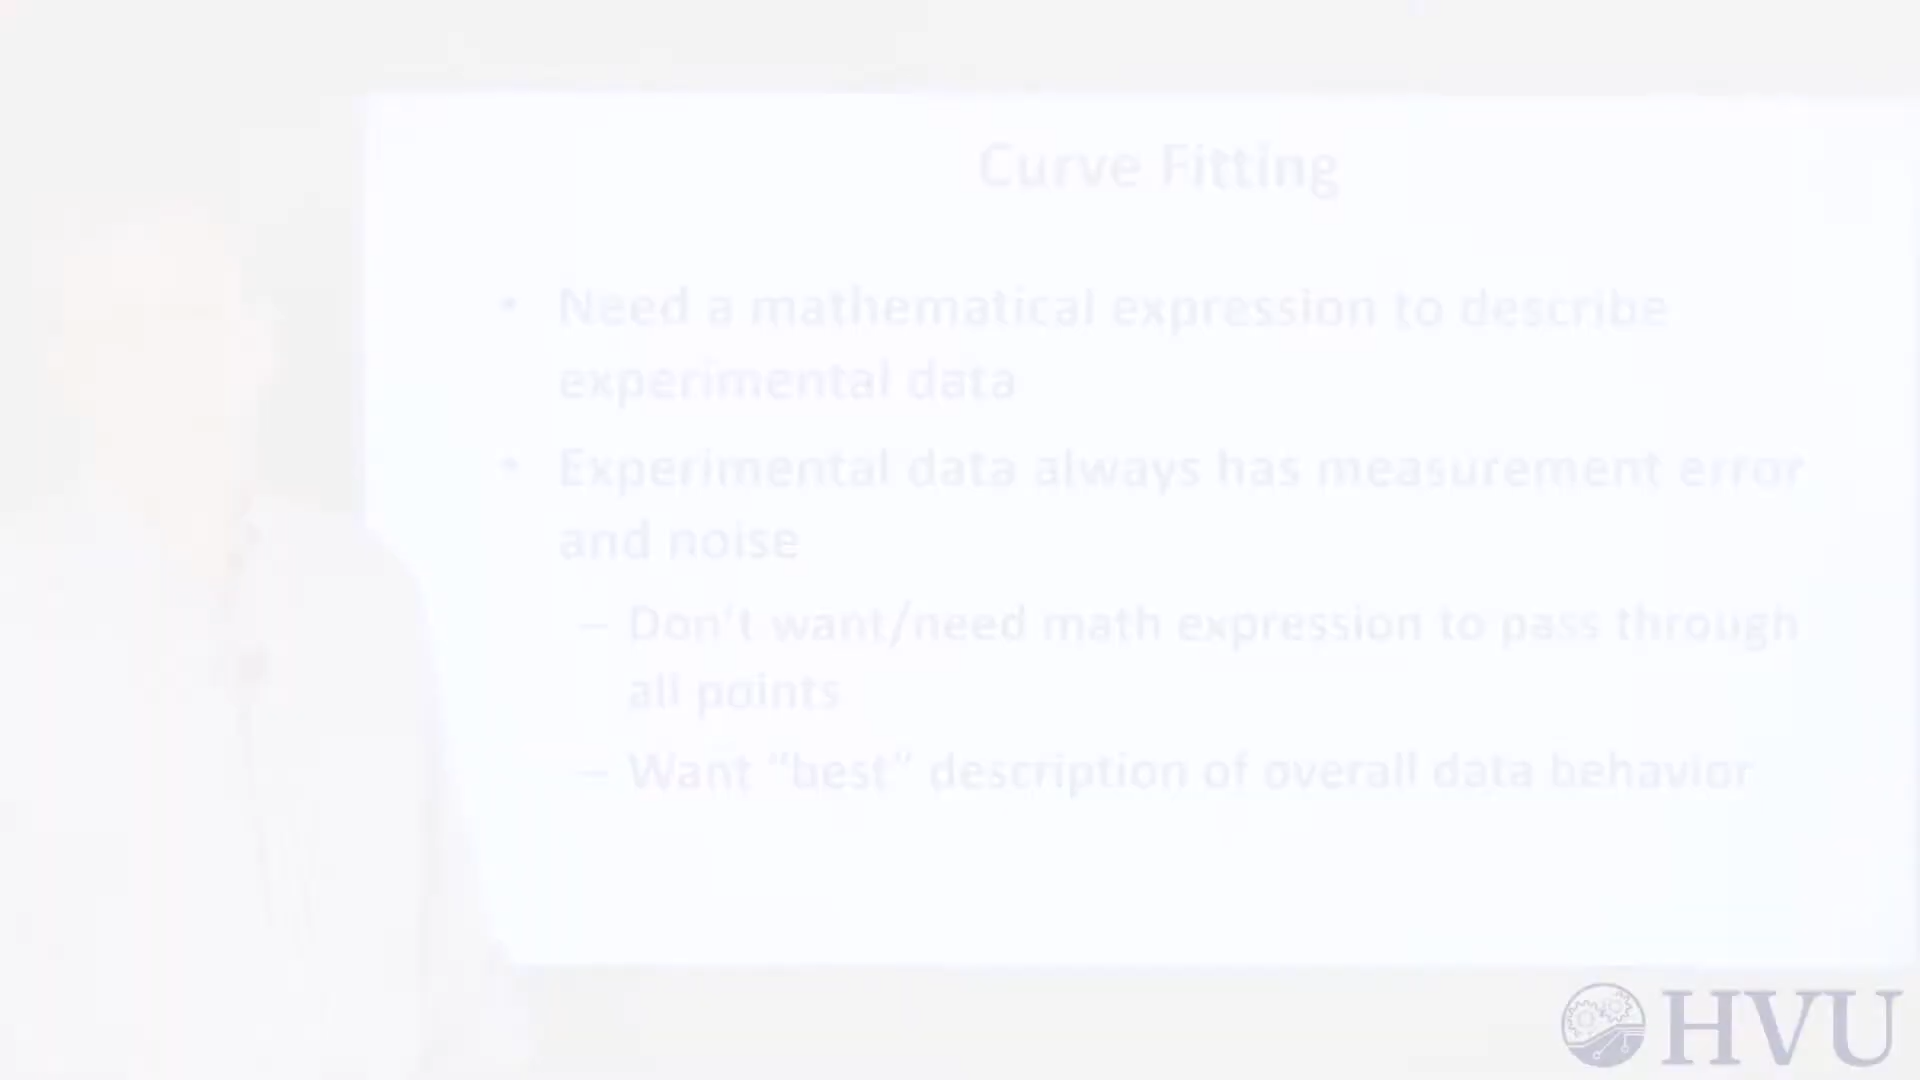 Curve Fitting
• Need a mathematical expression to describe
experimental data
• Experimental data always has measurement error
and noise
– Don't want/need math expression to pass through
all points
– Want "best" description of overall data behavior
HVU